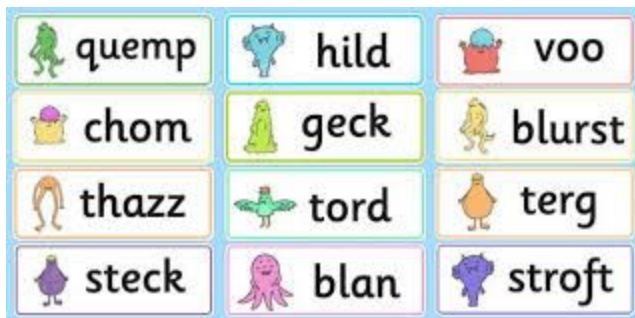 quemp
hild
voo
chom
geck
blurst
thazz
tord
terg
steck
blan
stroft